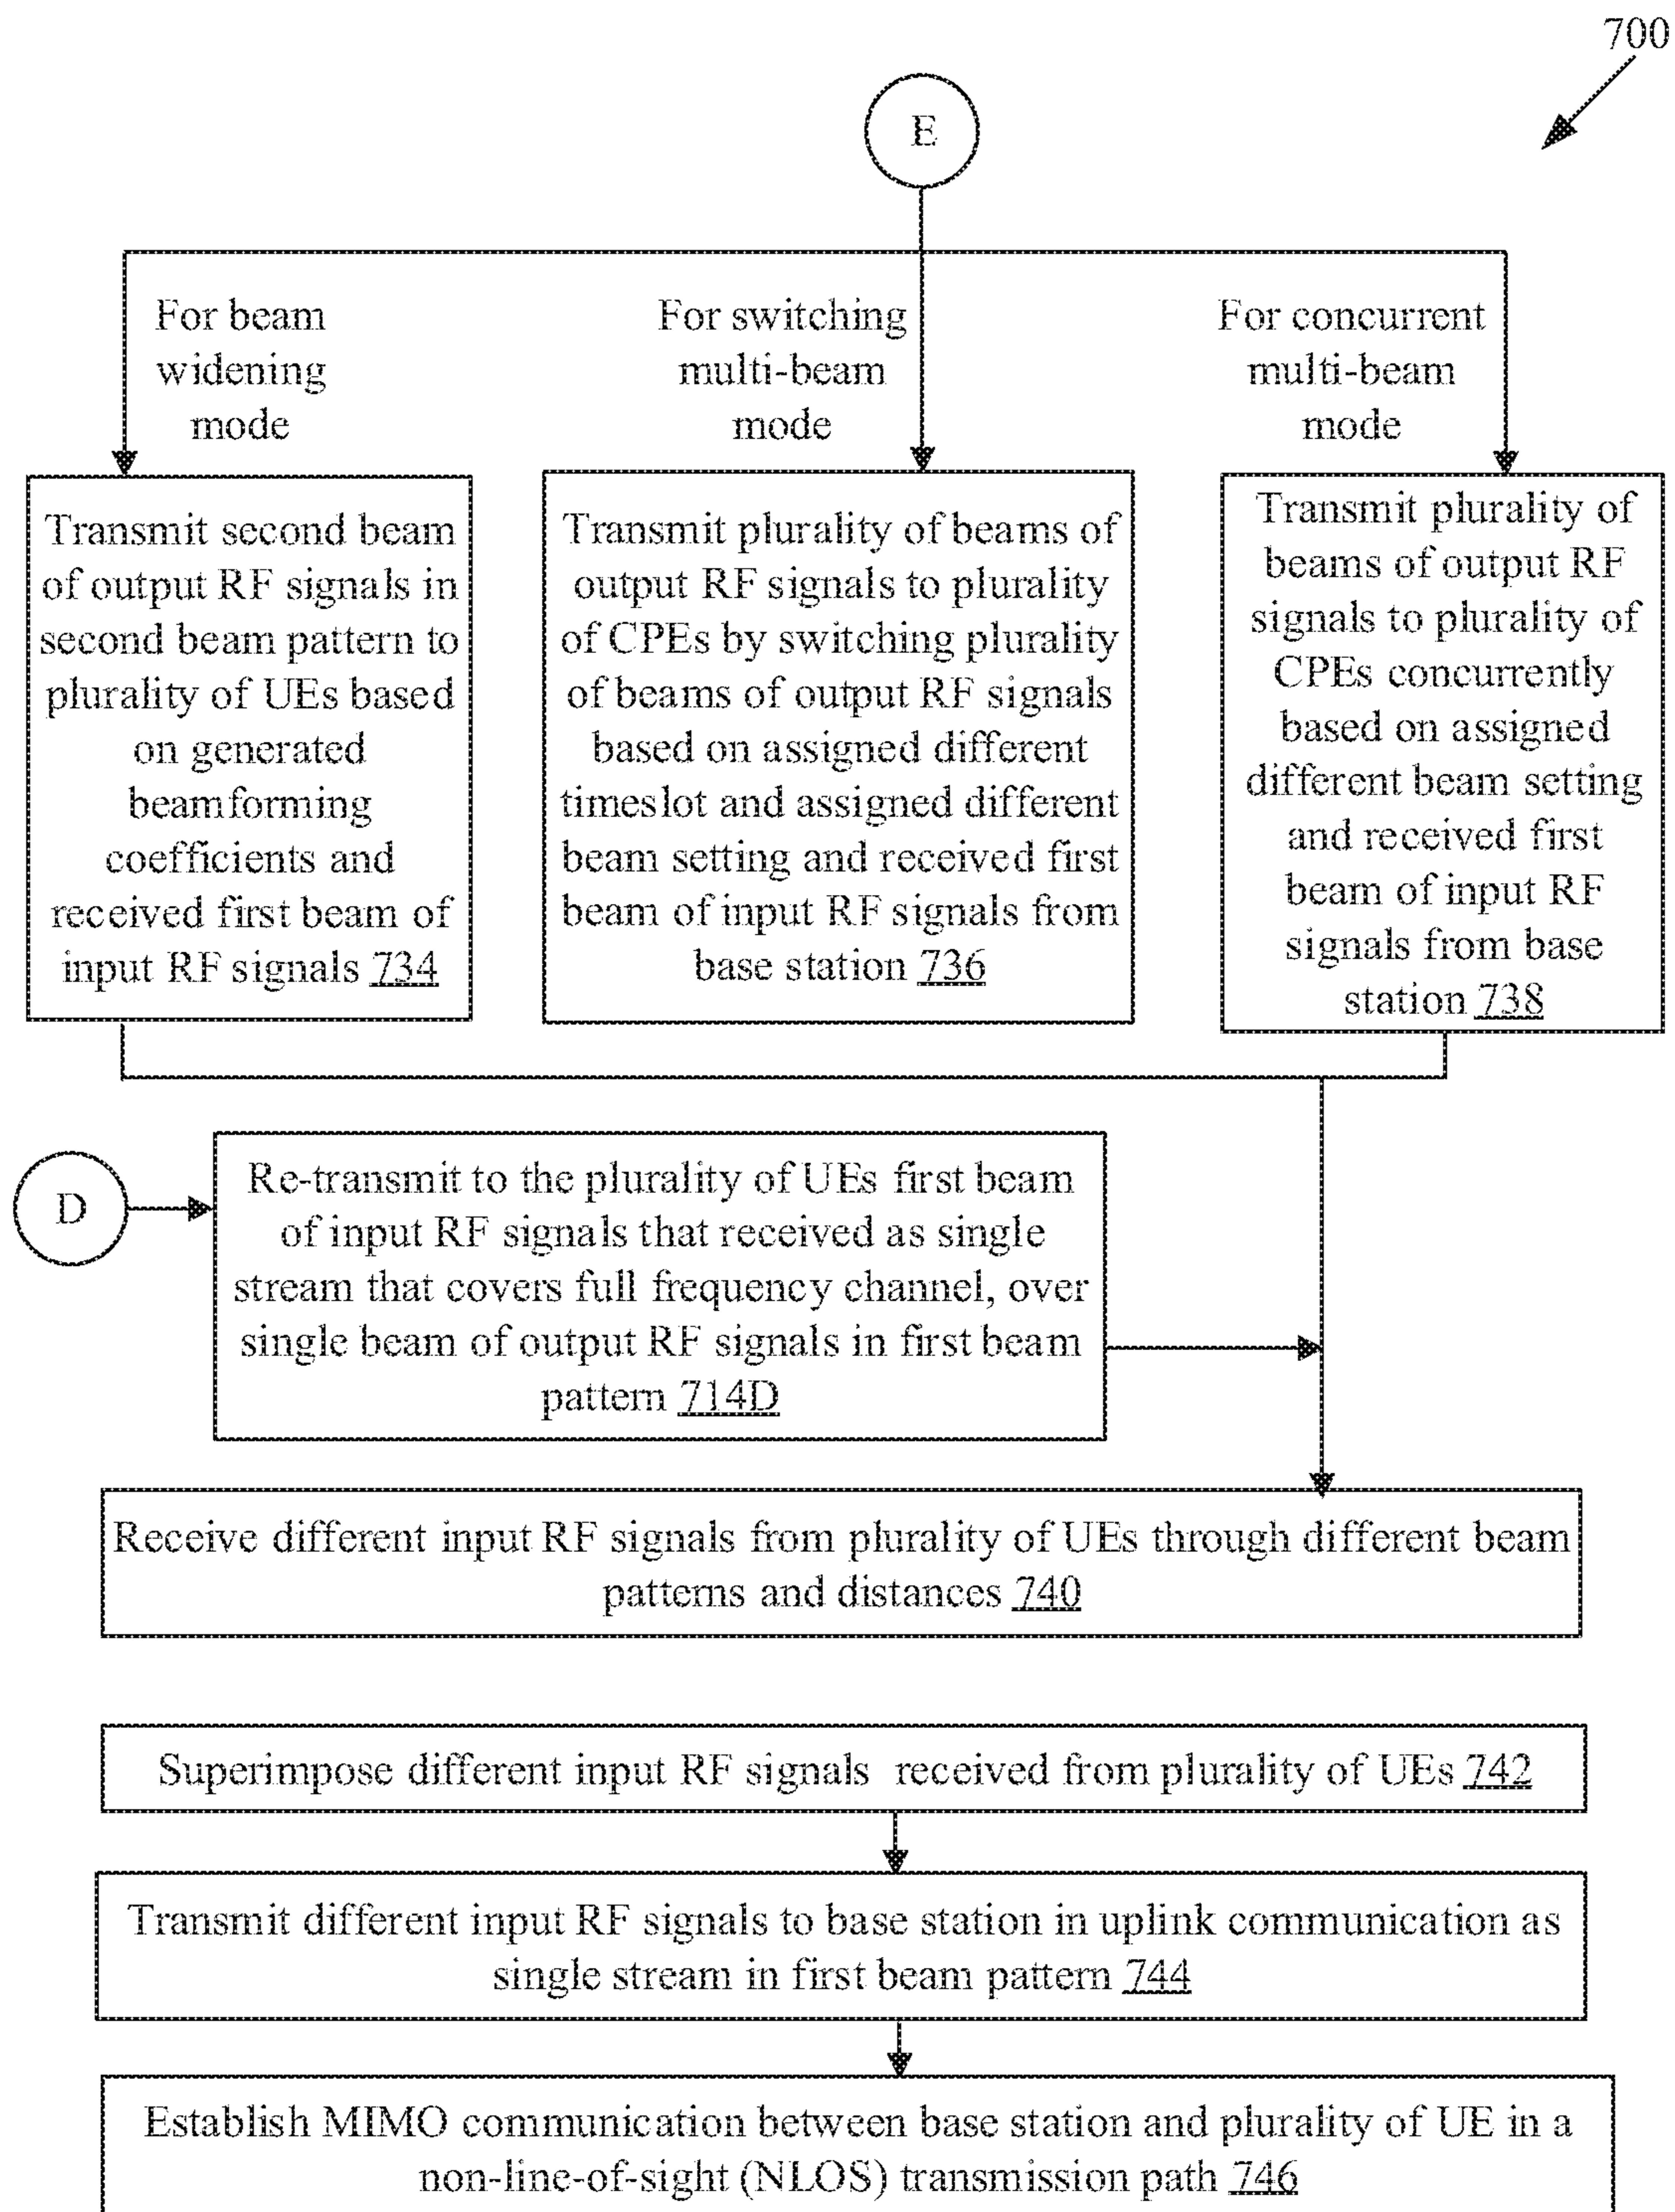 700
E
For beam
widening
mode
For switching
multi-beam
mode
For concurrent
multi-beam
mode
Transmit second beam
of output RF signals in
second beam pattern to
plurality of UEs based
on generated
beamforming
coefficients and
received first beam of
input RF signals 734
Transmit plurality of beams of
output RF signals to plurality
of CPEs by switching plurality
of beams of output RF signals
based on assigned different
timeslot and assigned different
beam setting and received first
beam of input RF signals from
base station 736
Transmit plurality of
beams of output RF
signals to plurality of
CPEs concurrently
based on assigned
different beam setting
and received first
beam of input RF
signals from base
station 738
D
Re-transmit to the plurality of UEs first beam
of input RF signals that received as single
stream that covers full frequency channel, over
single beam of output RF signals in first beam
pattern 714D
Receive different input RF signals from plurality of UEs through different beam
patterns and distances 740
Superimpose different input RF signals received from plurality of UEs 742
Transmit different input RF signals to base station in uplink communication as
single stream in first beam pattern 744
Establish MIMO communication between base station and plurality of UE in a
non-line-of-sight (NLOS) transmission path 746